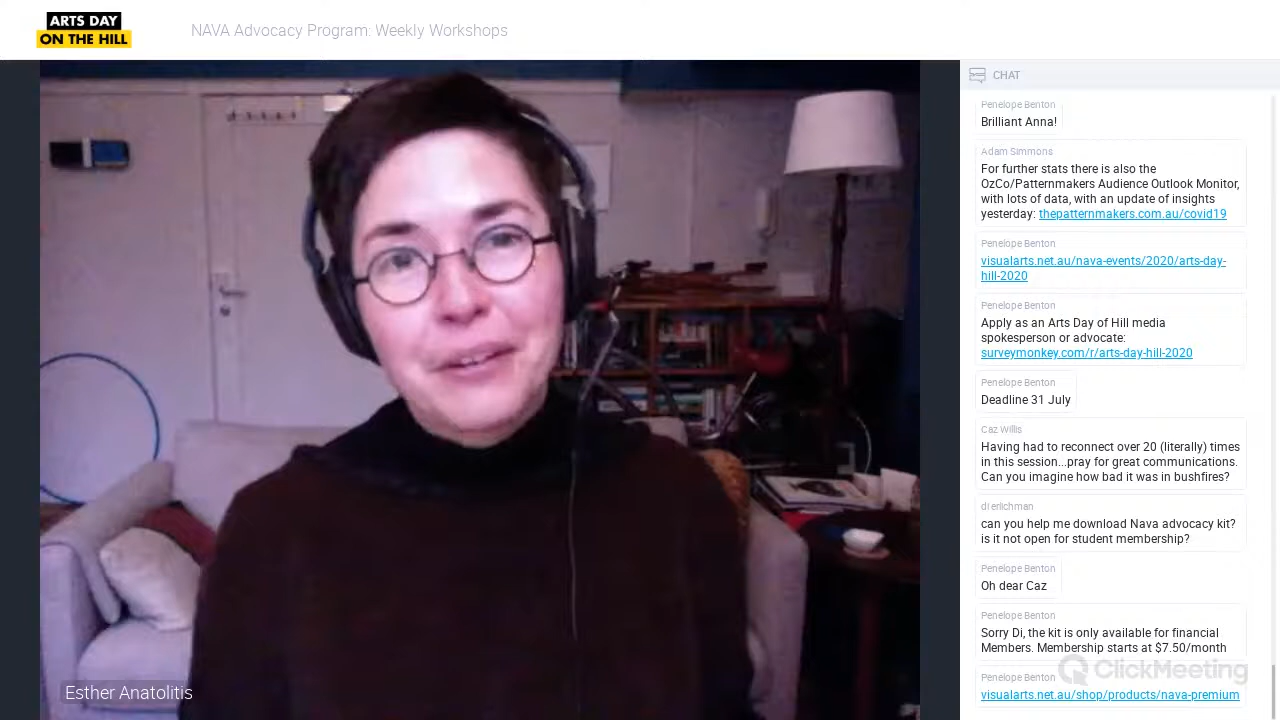 ARTS DAY
ON THE HILL
NAVA Advocacy Program: Weekly Workshops
CHAT
Penelope Benton
Brilliant Anna!
Adam Simmons
For further stats there is also the
OzCo/Patternmakers Audience Outlook Monitor,
with lots of data, with an update of insights
yesterday: thepatternmakers.com.au/covid19
Penelope Benton
visualarts.net.au/nava-events/2020/arts-day-
hill-2020
Penelope Benton
Apply as an Arts Day of Hill media
spokesperson or advocate:
surveymonkey.com/r/arts-day-hill-2020
Penelope Benton
Deadline 31 July
Caz Willis
Having had to reconnect over 20 (literally) times
in this session...pray for great communications.
Can you imagine how bad it was in bushfires?
di erlichman
can you help me download Nava advocacy kit?
is it not open for student membership?
Penelope Benton
Oh dear Caz
Penelope Benton
Sorry Di, the kit is only available for financial
Members. Membership starts at $7.50/month
Penelope Benton
visualarts.net.au/shop/products/nava-premium
ClickMeeting
Esther Anatolitis